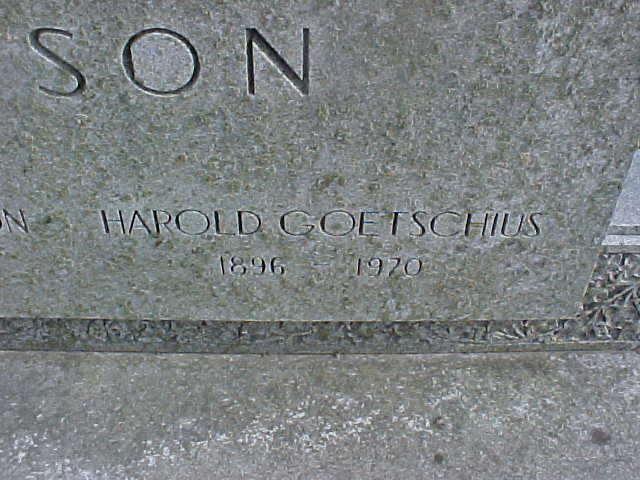 SON
ON HAROLD GOETSCHIUS
1896 – 1970